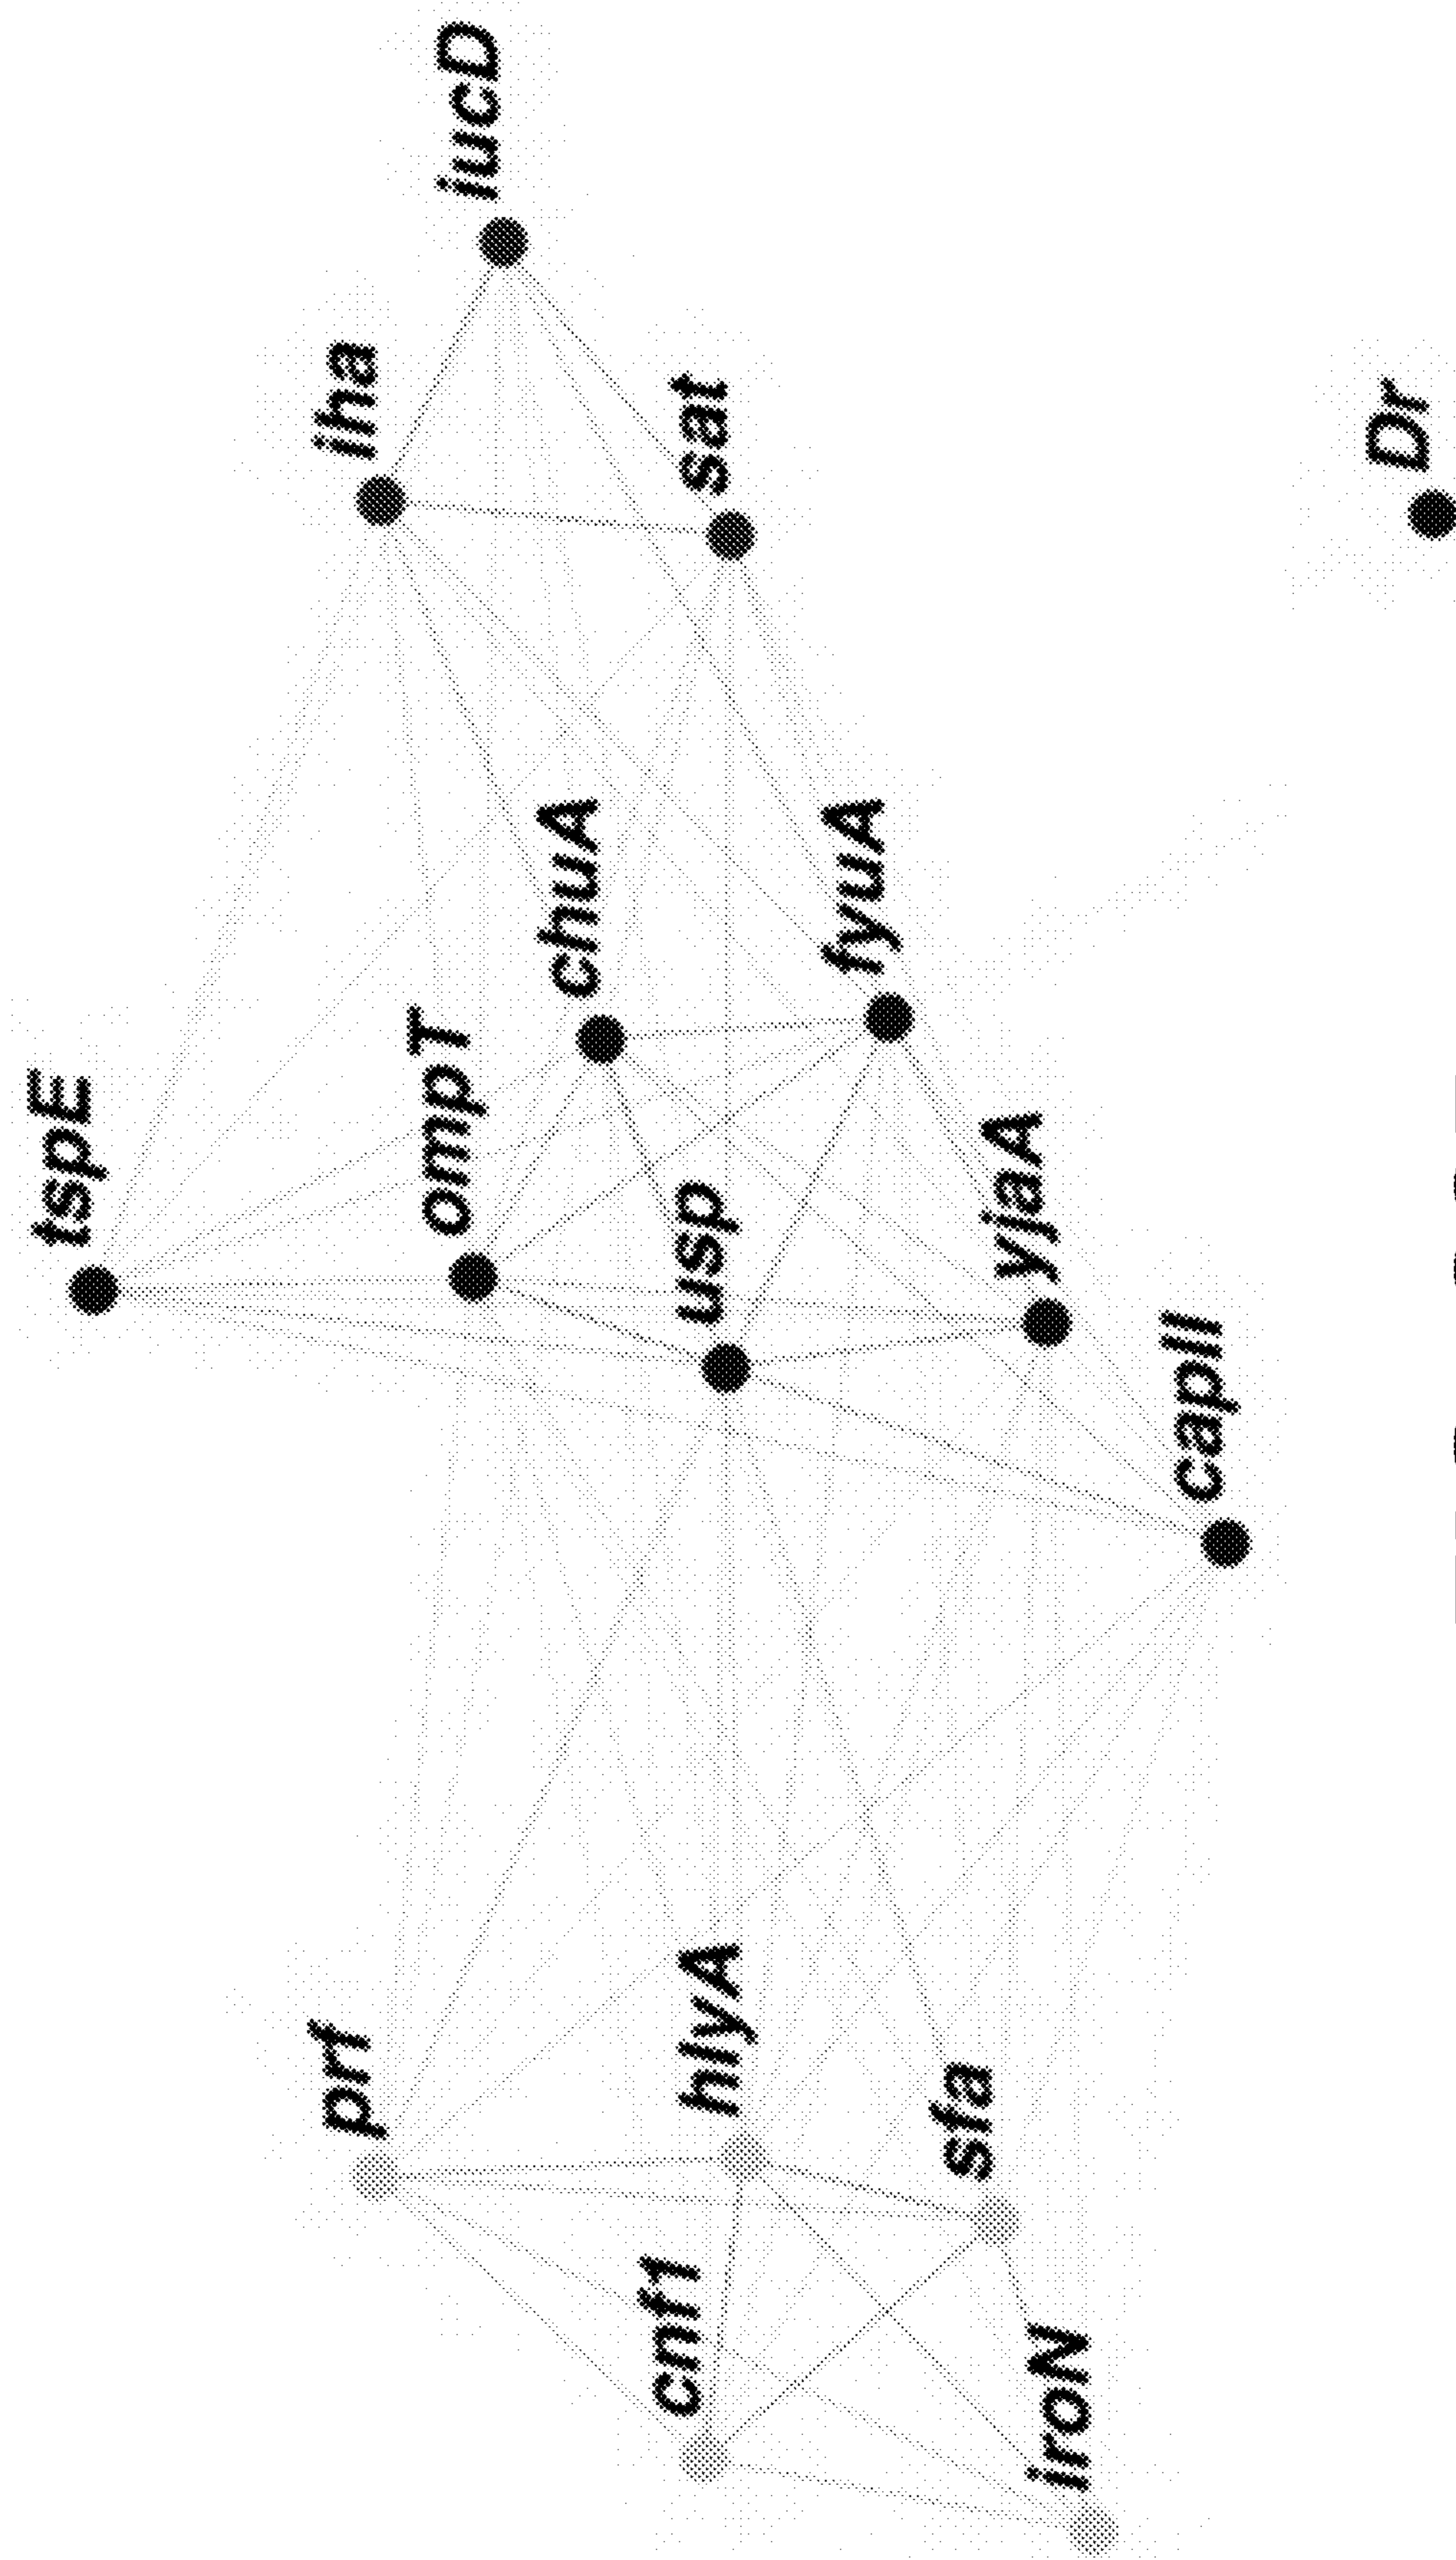 tspE
prf
iha
ompT
iucD
chuA
cnf1
hlyA
usp
sat
fyuA
sfa
yjaA
iroN
capII
Dr